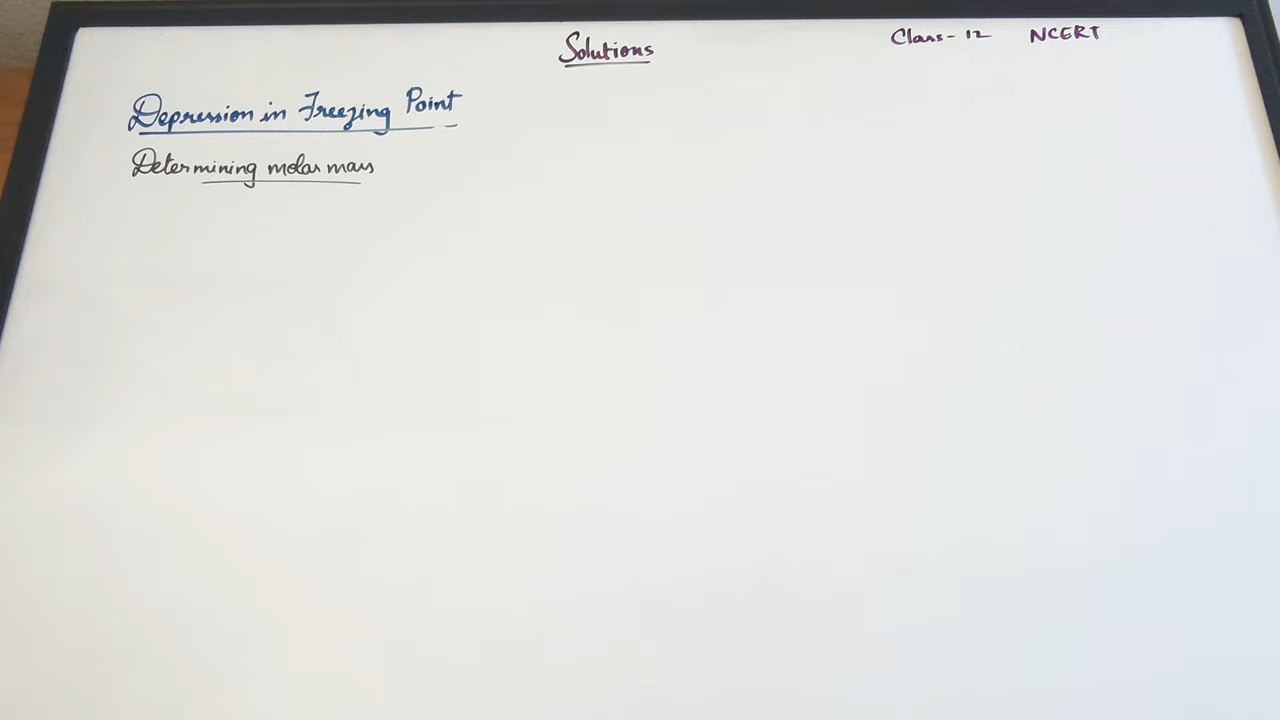 Solutions
Class-12 NCERT
Depression in Freezing Point
Determining molar mass